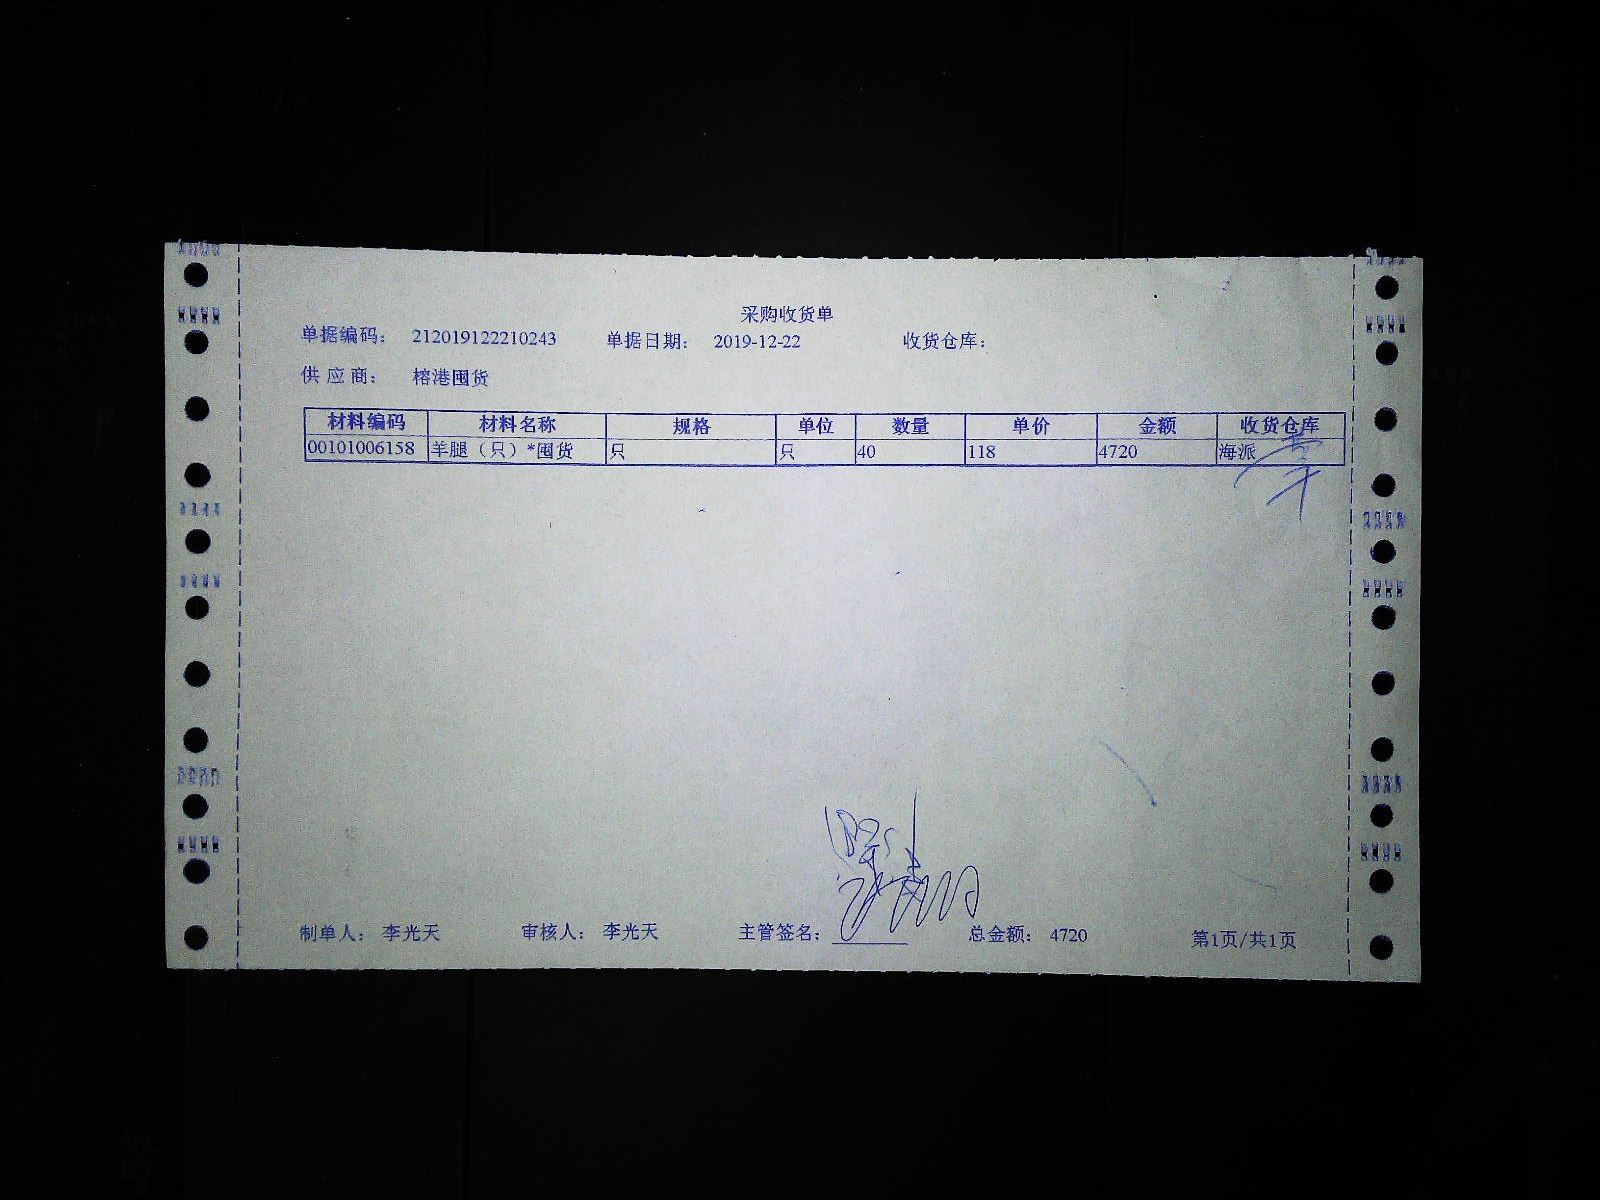 采购收货单
单据编码： 212019122210243 单据日期： 2019-12-22 收货仓库：
供 应 商： 榕港囤货
材料编码 材料名称 规格 单位 数量 单价 金额 收货仓库
00101006158 羊腿（只）*囤货 只 只 40 118 4720 海派
制单人： 李光天 审核人： 李光天 主管签名： 总金额： 4720 第1页/共1页